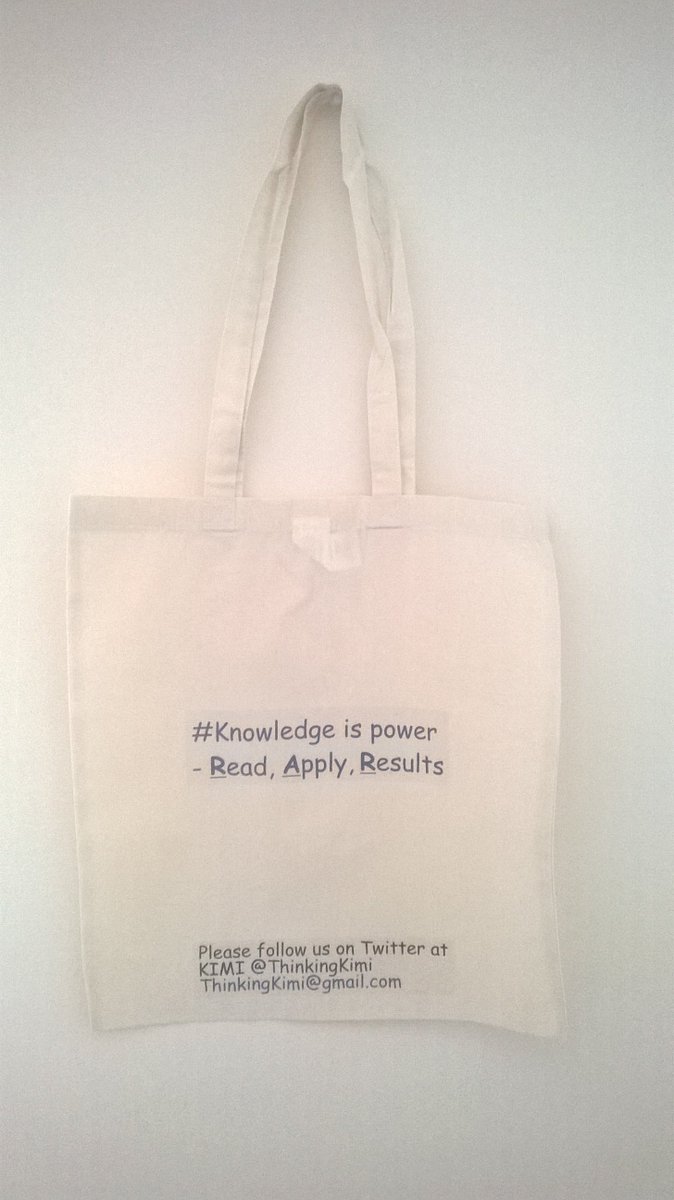 #Knowledge is power
- Read, Apply, Results
Please follow us on Twitter at
KIMI @ThinkingKimi
ThinkingKimi@gmail.com